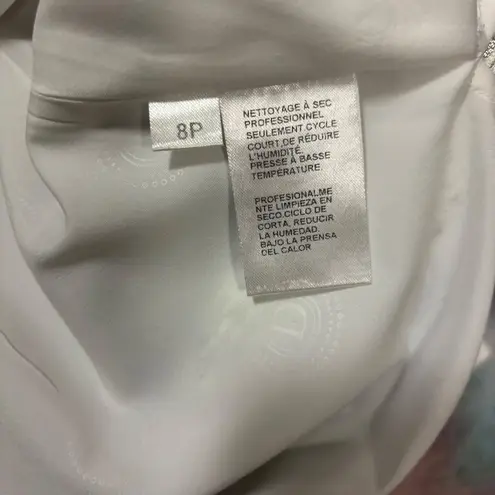 8P
NETTOYAGE À SEC
PROFESSIONNEL
SEULEMENT.CYCLE
COURT.DE RÉDUIRE
L'HUMIDITÉ.
PRESSE À BASSE
TEMPÉRATURE.
PROFESIONALME
NTE LIMPIEZA EN
SECO.CICLO DE
CORTA, REDUCIR
LA HUMEDAD.
BAJO LA PRENSA
DEL CALOR